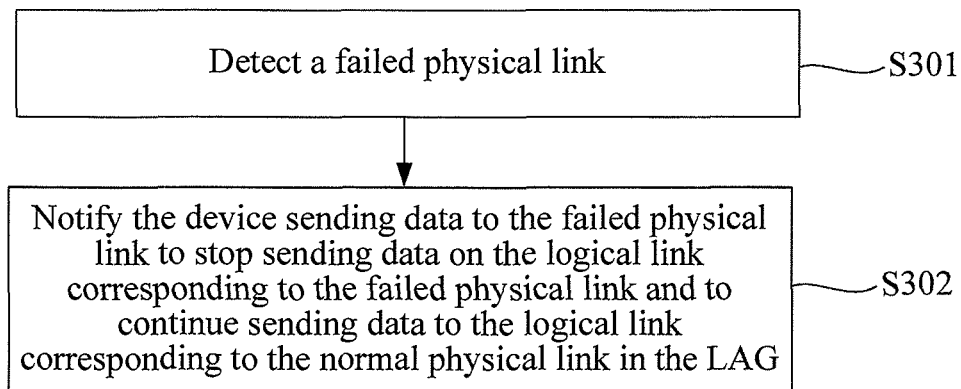 Detect a failed physical link
S301
Notify the device sending data to the failed physical
link to stop sending data on the logical link
corresponding to the failed physical link and to
continue sending data to the logical link
corresponding to the normal physical link in the LAG
S302